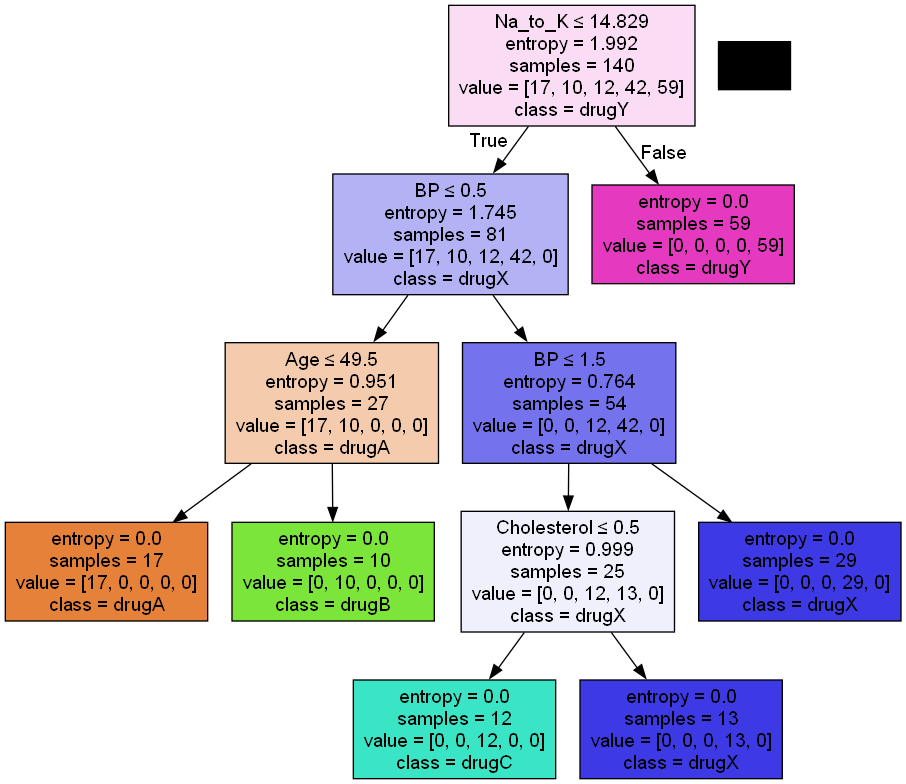 Na_to_K ≤ 14.829
entropy = 1.992
samples = 140
value = [17, 10, 12, 42, 59]
class = drugY
True
False
BP ≤ 0.5
entropy = 1.745
samples = 81
value = [17, 10, 12, 42, 0]
class = drugX
entropy = 0.0
samples = 59
value = [0, 0, 0, 0, 59]
class = drugY
Age ≤ 49.5
entropy = 0.951
samples = 27
value = [17, 10, 0, 0, 0]
class = drugA
BP ≤ 1.5
entropy = 0.764
samples = 54
value = [0, 0, 12, 42, 0]
class = drugX
entropy = 0.0
samples = 17
value = [17, 0, 0, 0, 0]
class = drugA
entropy = 0.0
samples = 10
value = [0, 10, 0, 0, 0]
class = drugB
Cholesterol ≤ 0.5
entropy = 0.999
samples = 25
value = [0, 0, 12, 13, 0]
class = drugX
entropy = 0.0
samples = 29
value = [0, 0, 0, 29, 0]
class = drugX
entropy = 0.0
samples = 12
value = [0, 0, 12, 0, 0]
class = drugC
entropy = 0.0
samples = 13
value = [0, 0, 0, 13, 0]
class = drugX